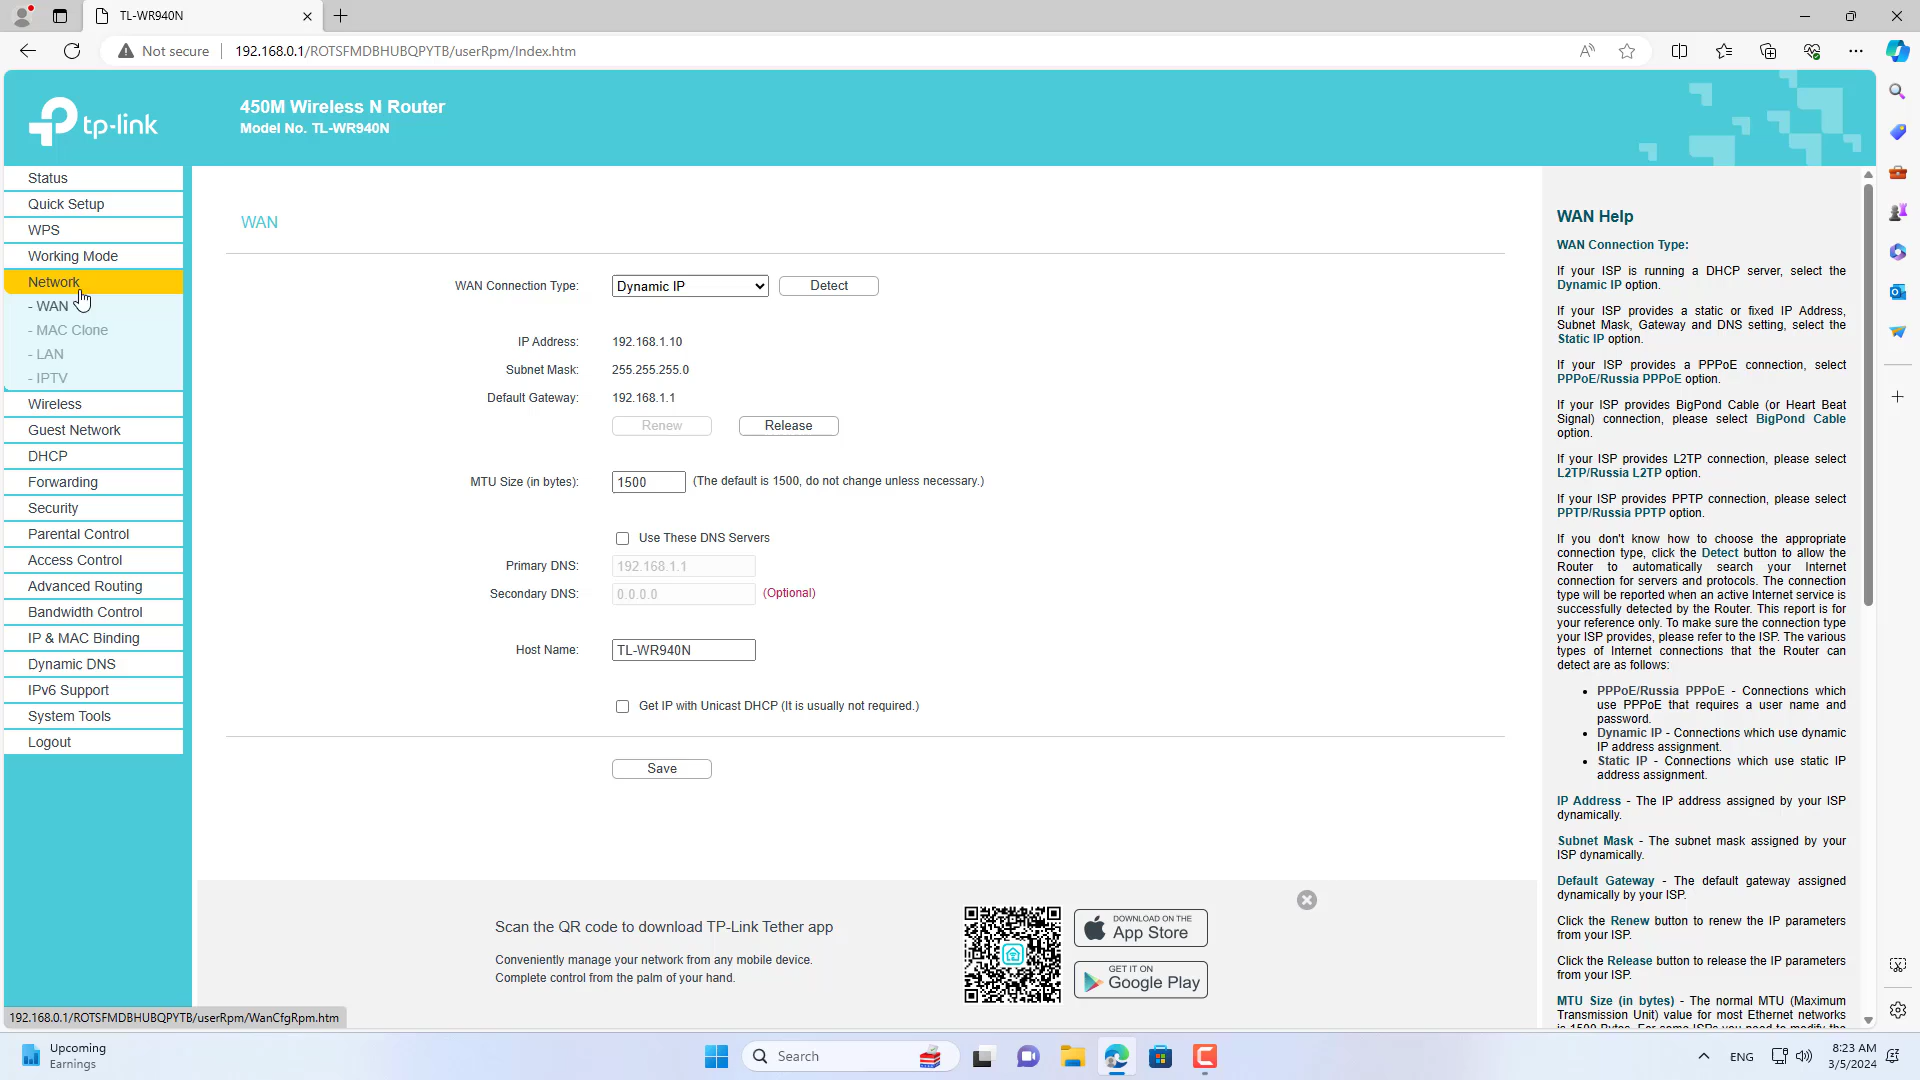 TL-WR940N
Not secure
192.168.0.1/ROTSFMDBHUBQPYTB/userRpm/Index.htm
tp-link
450M Wireless N Router
Model No. TL-WR940N
Status
Quick Setup
WPS
Working Mode
Network
- WAN
- MAC Clone
- LAN
- IPTV
Wireless
Guest Network
DHCP
Forwarding
Security
Parental Control
Access Control
Advanced Routing
Bandwidth Control
IP & MAC Binding
Dynamic DNS
IPv6 Support
System Tools
Logout
WAN
WAN Connection Type: Dynamic IP Detect
IP Address: 192.168.1.10
Subnet Mask: 255.255.255.0
Default Gateway: 192.168.1.1
Renew Release
MTU Size (in bytes): 1500 (The default is 1500, do not change unless necessary.)
Use These DNS Servers
Primary DNS: 192.168.1.1
Secondary DNS: 0.0.0.0 (Optional)
Host Name: TL-WR940N
Get IP with Unicast DHCP (It is usually not required.)
Save
Scan the QR code to download TP-Link Tether app
Conveniently manage your network from any mobile device.
Complete control from the palm of your hand.
DOWNLOAD ON THE
App Store
GET IT ON
Google Play
WAN Help
WAN Connection Type:
If your ISP is running a DHCP server, select the
Dynamic IP option.
If your ISP provides a static or fixed IP Address,
Subnet Mask, Gateway and DNS setting, select the
Static IP option.
If your ISP provides a PPPoE connection, select
PPPoE/Russia PPPoE option.
If your ISP provides BigPond Cable (or Heart Beat
Signal) connection, please select BigPond Cable
option.
If your ISP provides L2TP connection, please select
L2TP/Russia L2TP option.
If your ISP provides PPTP connection, please select
PPTP/Russia PPTP option.
If you don't know how to choose the appropriate
connection type, click the Detect button to allow the
Router to automatically search your Internet
connection for servers and protocols. The connection
type will be reported when an active Internet service is
successfully detected by the Router. This report is for
your reference only. To make sure the connection type
your ISP provides, please refer to the ISP. The various
types of Internet connections that the Router can
detect are as follows:
• PPPoE/Russia PPPoE - Connections which
use PPPoE that requires a user name and
password.
• Dynamic IP - Connections which use dynamic
IP address assignment.
• Static IP - Connections which use static IP
address assignment.
IP Address - The IP address assigned by your ISP
dynamically.
Subnet Mask - The subnet mask assigned by your
ISP dynamically.
Default Gateway - The default gateway assigned
dynamically by your ISP.
Click the Renew button to renew the IP parameters
from your ISP.
Click the Release button to release the IP parameters
from your ISP.
MTU Size (in bytes) - The normal MTU (Maximum
Transmission Unit) value for most Ethernet networks
is 1500 Bytes. For some ISPs you need to modify the
192.168.0.1/ROTSFMDBHUBQPYTB/userRpm/WanCfgRpm.htm
Upcoming
Earnings
Search
ENG
8:23 AM
3/5/2024